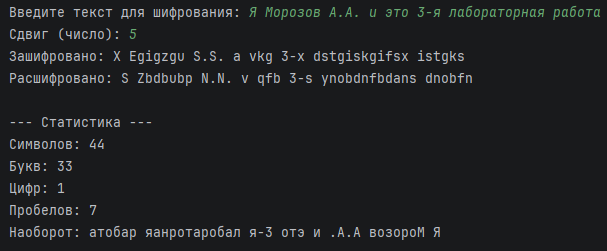 Введите текст для шифрования: Я Морозов А.А. и это 3-я лабораторная работа
Сдвиг (число): 5
Зашифровано: X Egigzgu S.S. a vkg 3-x dstgiskgifsx istgks
Расшифровано: S Zbdbubp N.N. v qfb 3-s ynobdnfbdans dnobfn
--- Статистика ---
Символов: 44
Букв: 33
Цифр: 1
Пробелов: 7
Наоборот: атобар яанротаробал я-3 отэ и .А.А возороМ Я